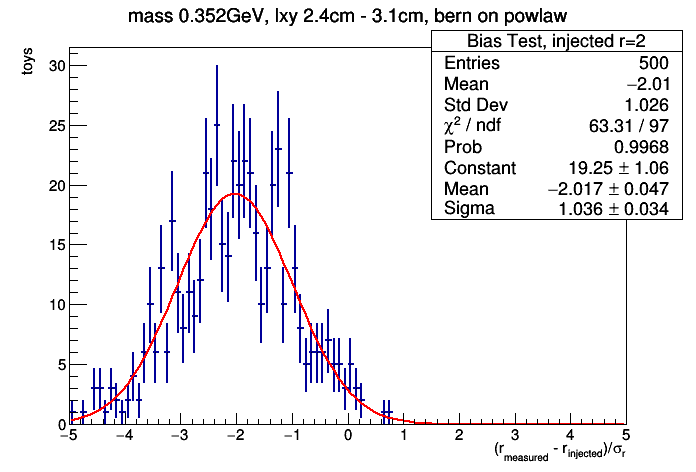 mass 0.352GeV, lxy 2.4cm - 3.1cm, bern on powlaw
Bias Test, injected r=2
Entries 500
Mean −2.01
Std Dev 1.026
χ² / ndf 63.31 / 97
Prob 0.9968
Constant 19.25 ± 1.06
Mean −2.017 ± 0.047
Sigma 1.036 ± 0.034
toys
30
25
20
15
10
5
0
−5 −4 −3 −2 −1 0 1 2 3 4 5
(r_measured - r_injected)/σ_r